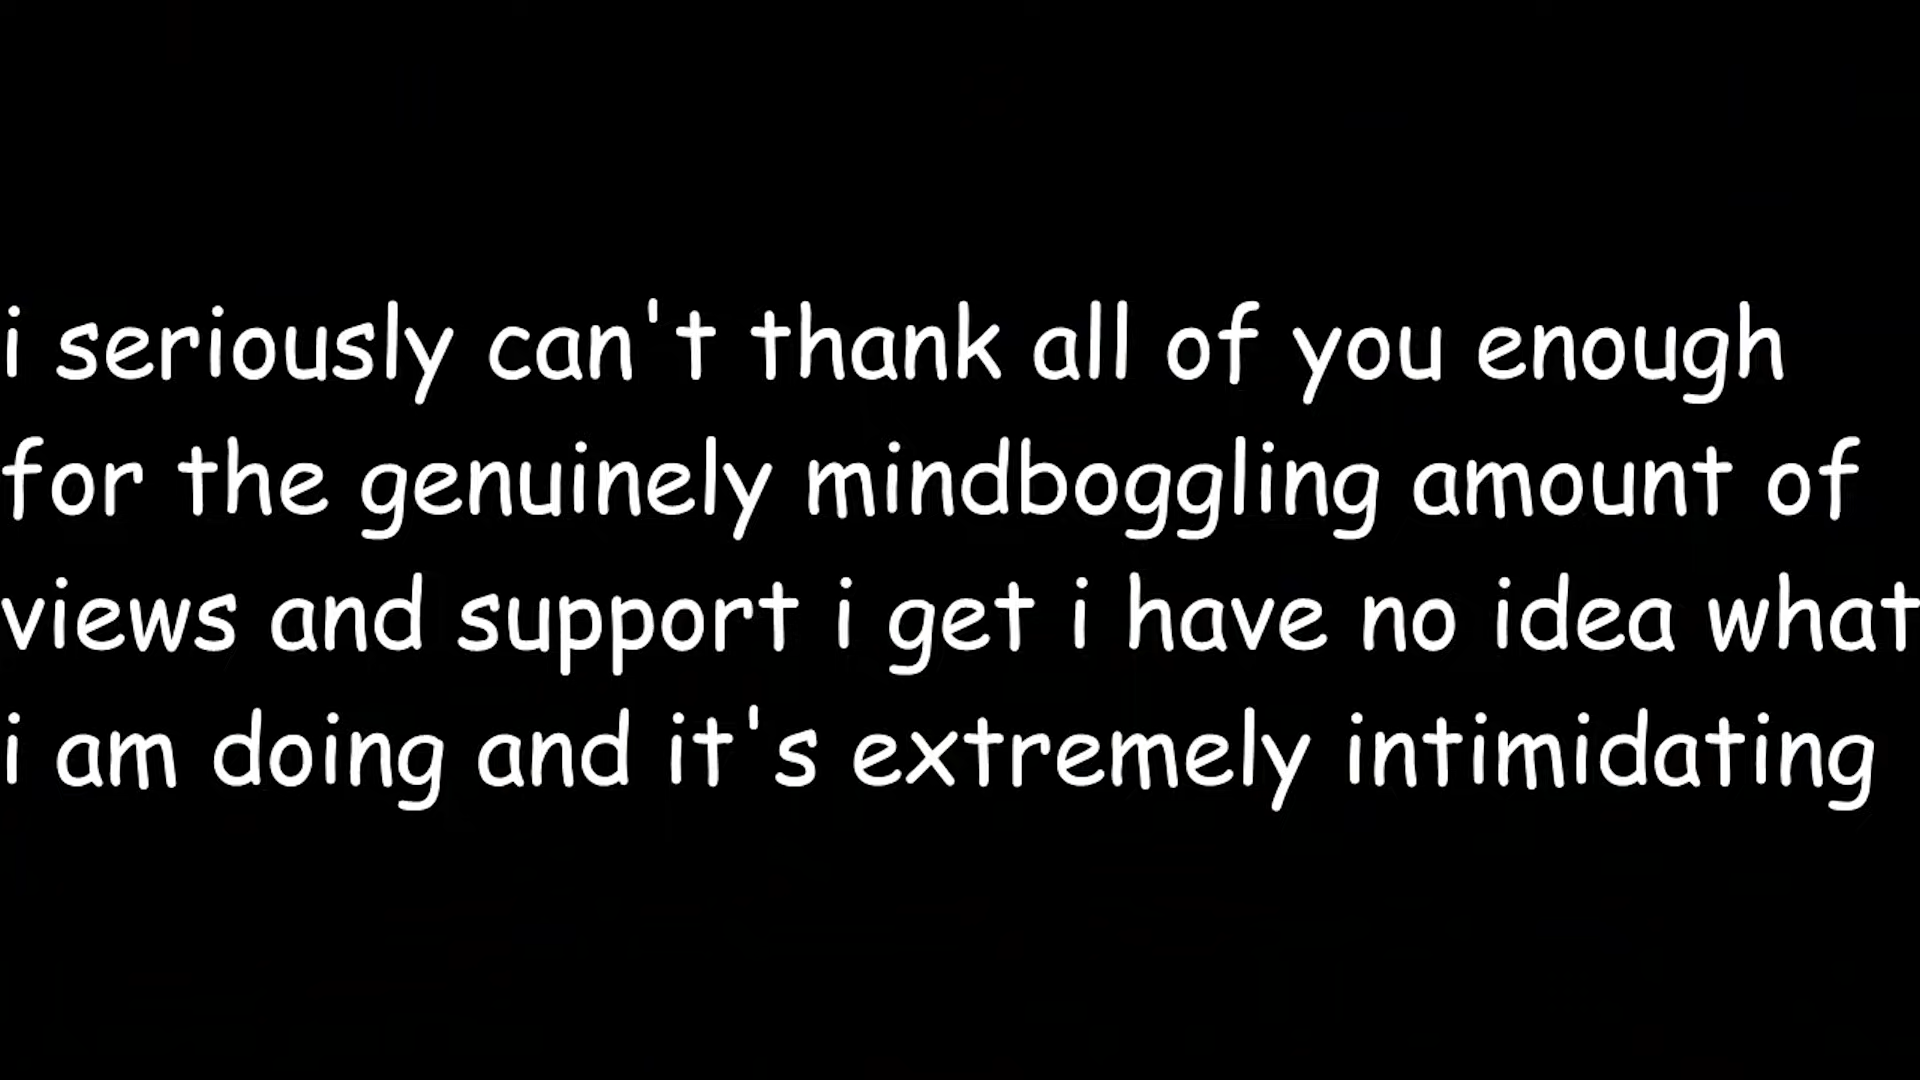 i seriously can't thank all of you enough
for the genuinely mindboggling amount of
views and support i get i have no idea what
i am doing and it's extremely intimidating